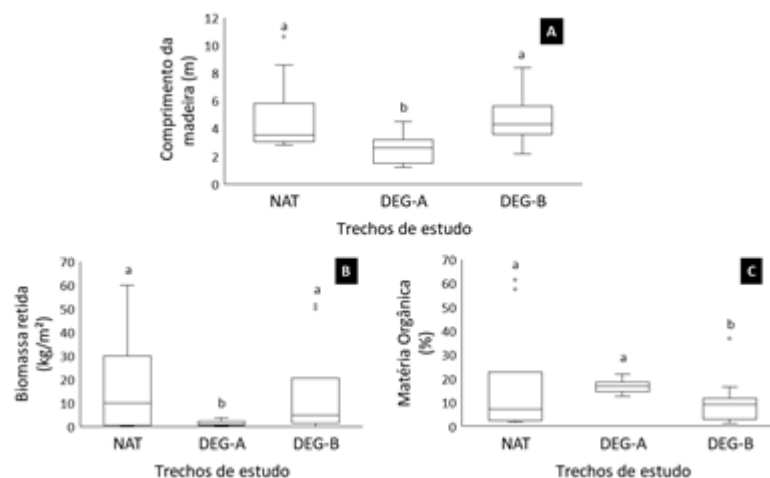 A
Comprimento da
madeira (m)
12
10
8
6
4
2
0
a
b
a
NAT
DEG-A
DEG-B
Trechos de estudo
B
Biomassa retida
(kg/m²)
70
60
50
40
30
20
10
0
a
b
a
NAT
DEG-A
DEG-B
Trechos de estudo
C
Matéria Orgânica
(%)
70
60
50
40
30
20
10
0
a
a
b
NAT
DEG-A
DEG-B
Trechos de estudo